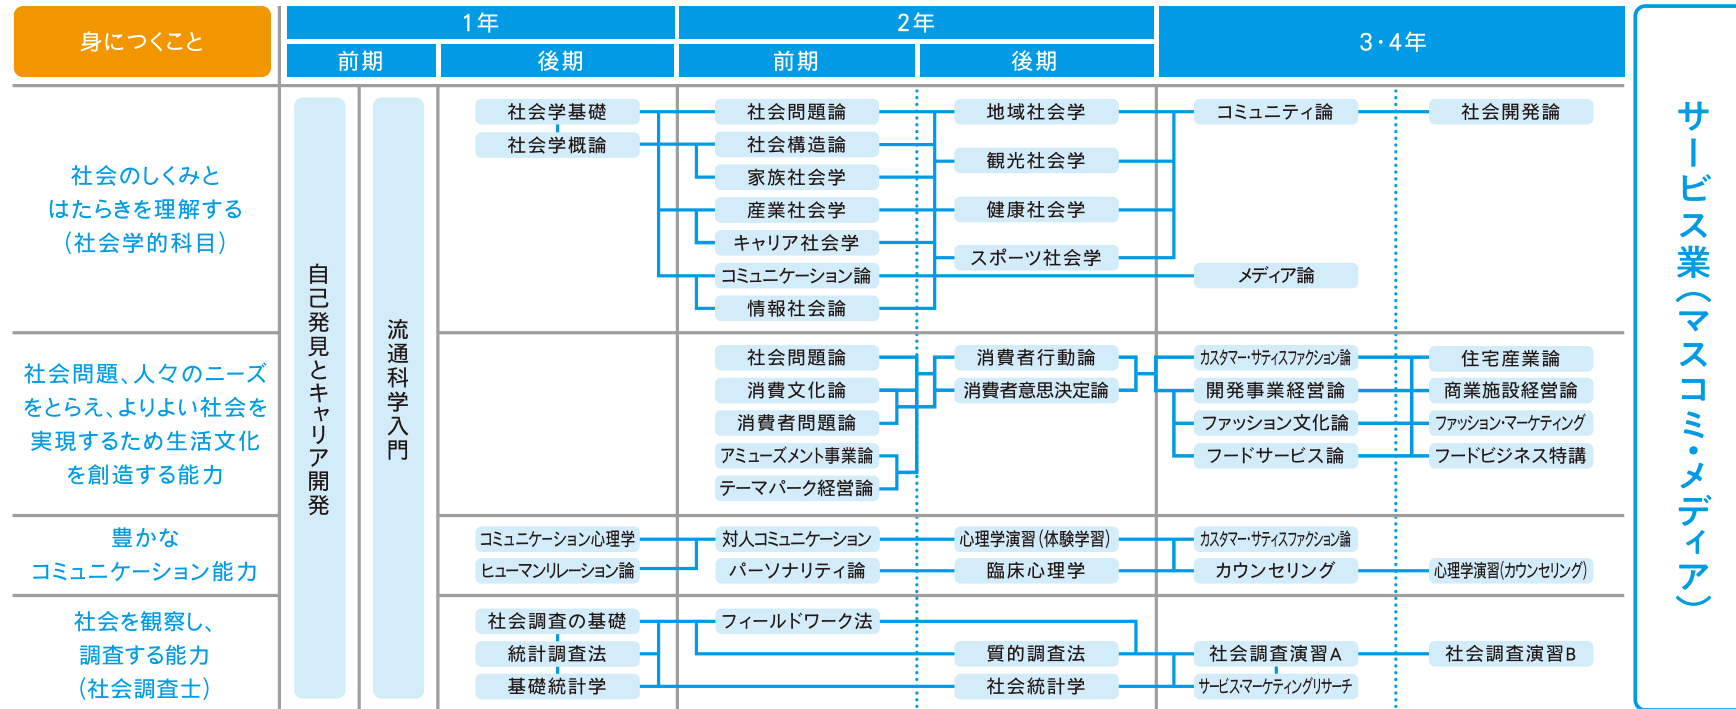 身につくこと
1年
2年
3・4年
前期
後期
前期
後期
サービス業（マスコミ・メディア）
自己発見とキャリア開発
流通科学入門
社会のしくみと
はたらきを理解する
（社会学的科目）
社会学基礎
社会問題論
地域社会学
コミュニティ論
社会開発論
社会学概論
社会構造論
観光社会学
家族社会学
産業社会学
健康社会学
キャリア社会学
スポーツ社会学
コミュニケーション論
メディア論
情報社会論
社会問題、人々のニーズ
をとらえ、よりよい社会を
実現するため生活文化
を創造する能力
社会問題論
消費者行動論
カスタマー・サティスファクション論
住宅産業論
消費文化論
消費者意思決定論
開発事業経営論
商業施設経営論
消費者問題論
ファッション文化論
ファッション・マーケティング
アミューズメント事業論
フードサービス論
フードビジネス特講
テーマパーク経営論
豊かな
コミュニケーション能力
コミュニケーション心理学
対人コミュニケーション
心理学演習（体験学習）
カスタマー・サティスファクション論
ヒューマンリレーション論
パーソナリティ論
臨床心理学
カウンセリング
心理学演習（カウンセリング）
社会を観察し、
調査する能力
（社会調査士）
社会調査の基礎
フィールドワーク法
統計調査法
質的調査法
社会調査演習A
社会調査演習B
基礎統計学
社会統計学
サービス・マーケティングリサーチ